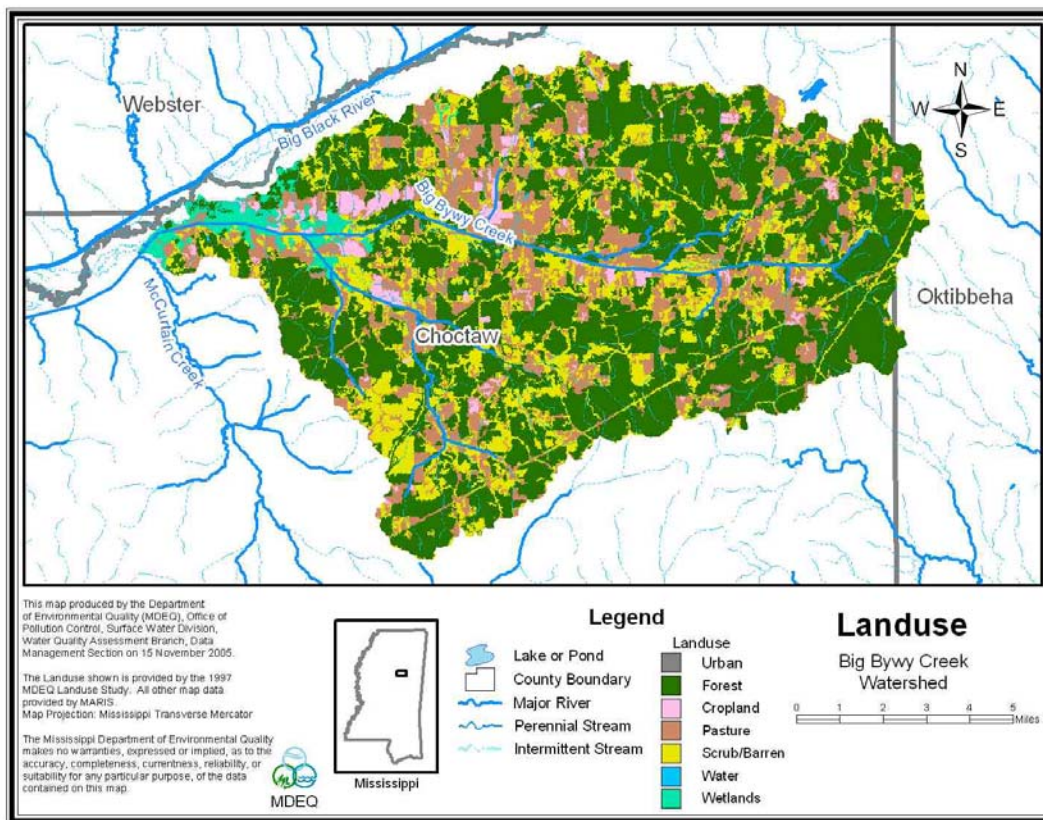 Webster
Big Black River
N
W E
S
Big Bywy Creek
McCurtain Creek
Choctaw
Oktibbeha
This map produced by the Department
of Environmental Quality (MDEQ), Office of
Pollution Control, Surface Water Division,
Water Quality Assessment Branch, Data
Management Section on 15 November 2005.
The Landuse shown is provided by the 1997
MDEQ Landuse Study. All other map data
provided by MARIS.
Map Projection: Mississippi Transverse Mercator
The Mississippi Department of Environmental Quality
makes no warranties, expressed or implied, as to the
accuracy, completeness, currentness, reliability, or
suitability for any particular purpose, of the data
contained on this map.
MDEQ
Mississippi
Legend
Lake or Pond
County Boundary
Major River
Perennial Stream
Intermittent Stream
Landuse
Urban
Forest
Cropland
Pasture
Scrub/Barren
Water
Wetlands
Landuse
Big Bywy Creek
Watershed
0 1 2 3 4 5
Miles